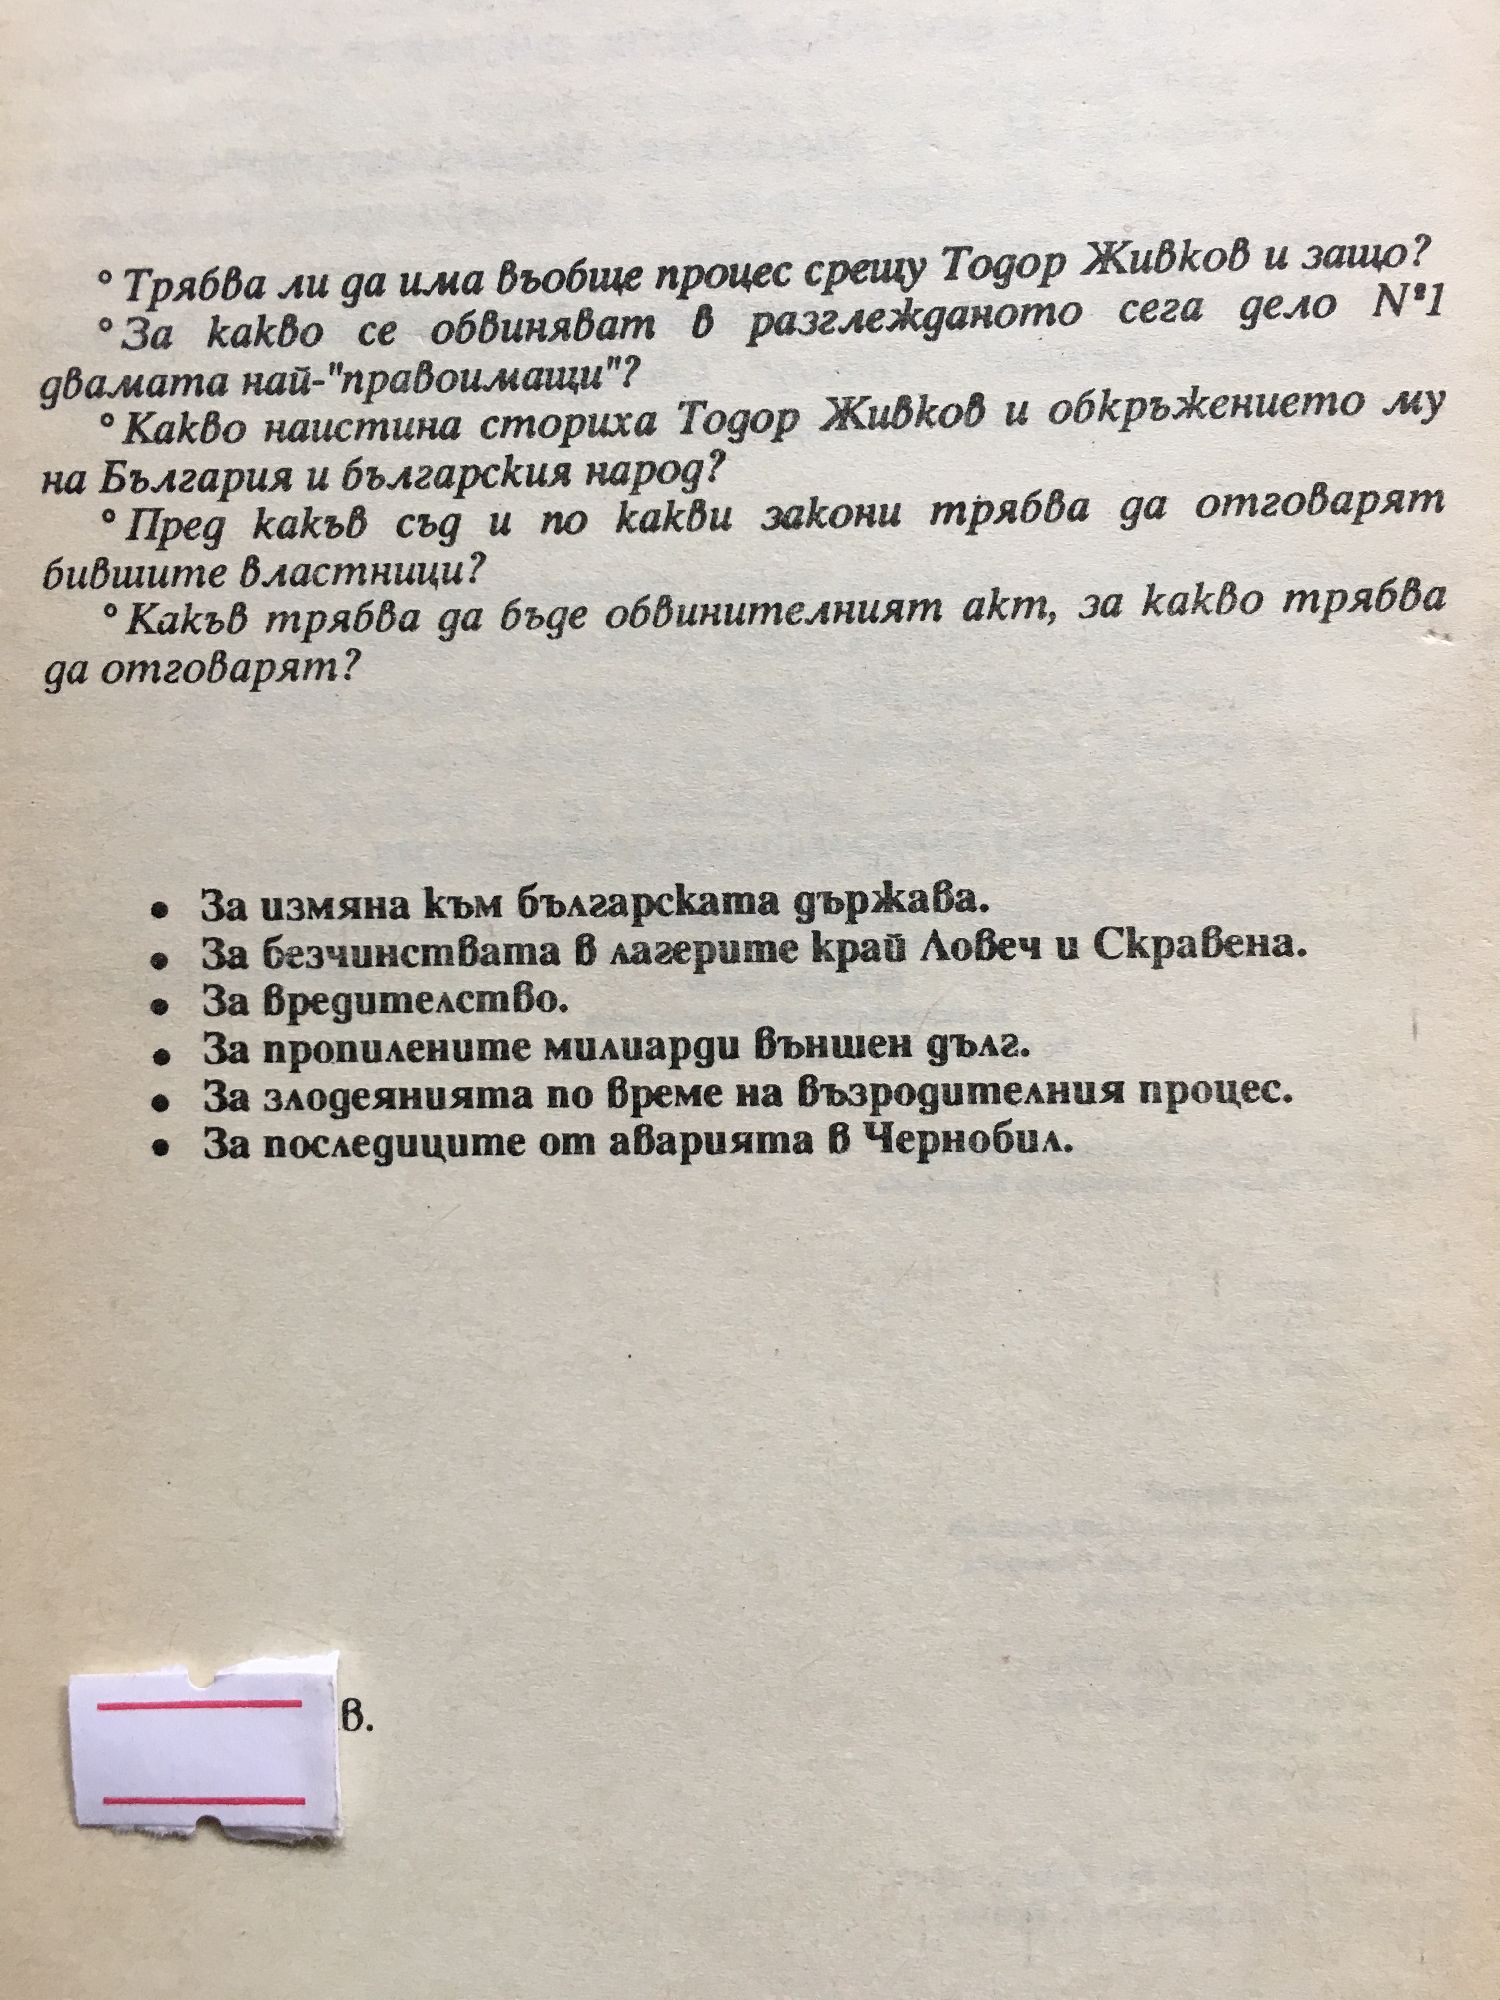 ° Трябва ли да има въобще процес срещу Тодор Живков и защо?
° За какво се обвиняват в разглежданото сега дело №1
двамата най-"правоимащи"?
° Какво наистина сториха Тодор Живков и обкръжението му
на България и българския народ?
° Пред какъв съд и по какви закони трябва да отговарят
бившите властници?
° Какъв трябва да бъде обвинителният акт, за какво трябва
да отговарят?
• За измяна към българската държава.
• За безчинствата в лагерите край Ловеч и Скравена.
• За вредителство.
• За пропилените милиарди външен дълг.
• За злодеянията по време на възродителния процес.
• За последиците от аварията в Чернобил.
в.